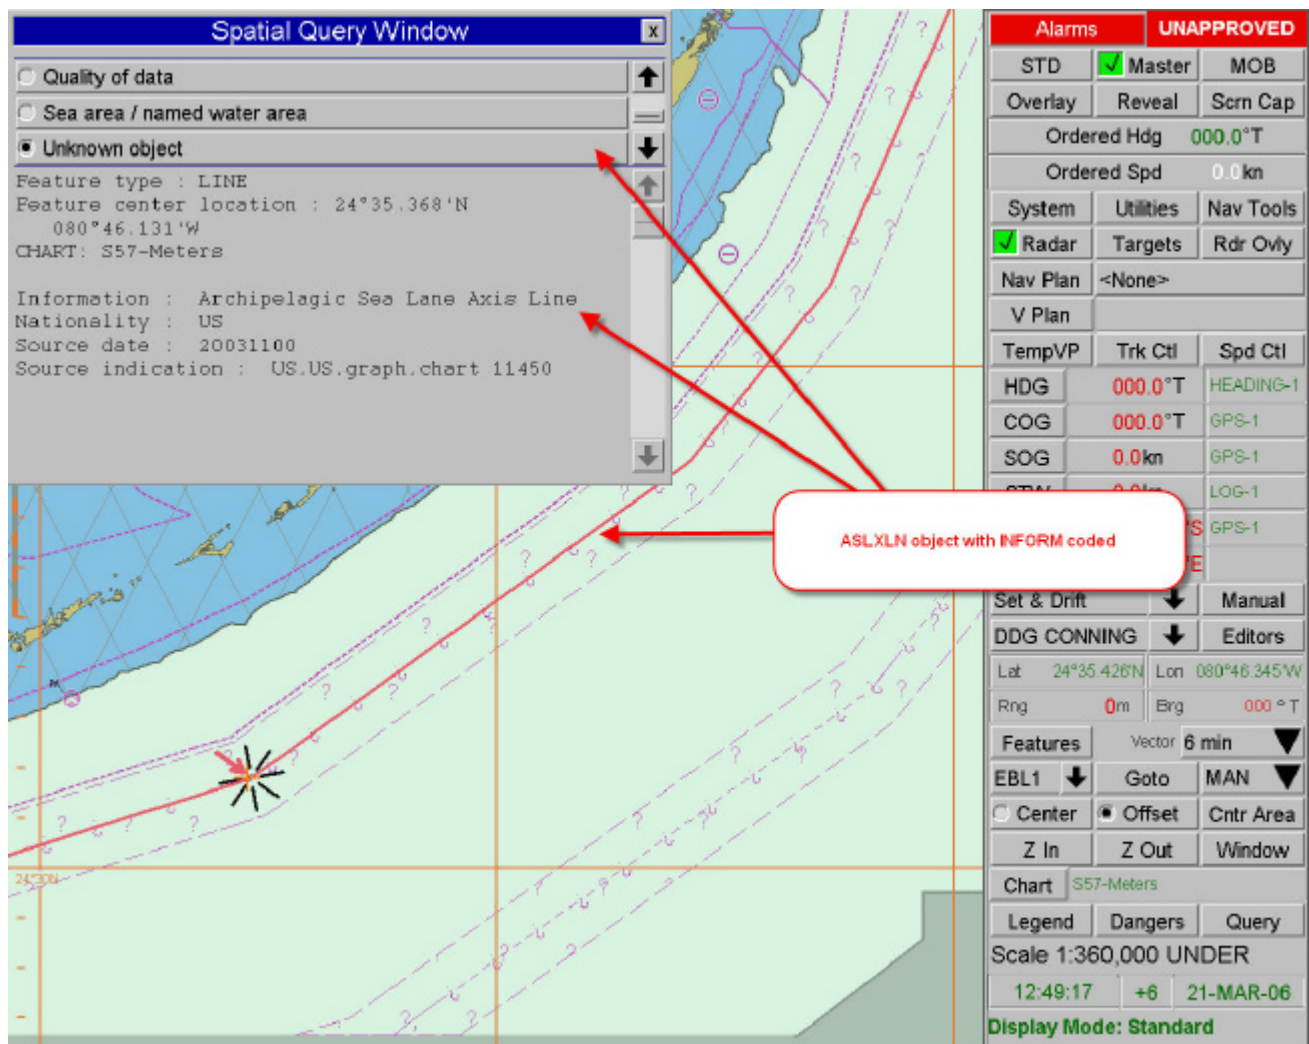 Spatial Query Window x
Quality of data
Sea area / named water area
Unknown object
Feature type : LINE
Feature center location : 24°35.368'N
080°46.131'W
CHART: S57-Meters
Information : Archipelagic Sea Lane Axis Line
Nationality : US
Source date : 20031100
Source indication : US.US.graph.chart 11450
ASLXLN object with INFORM coded
24°30N
Alarms UNAPPROVED
STD Master MOB
Overlay Reveal Scrn Cap
Ordered Hdg 000.0°T
Ordered Spd 0.0kn
System Utilities Nav Tools
Radar Targets Rdr Ovly
Nav Plan <None>
V Plan
TempVP Trk Ctl Spd Ctl
HDG 000.0°T HEADING-1
COG 000.0°T GPS-1
SOG 0.0kn GPS-1
LOG-1
S GPS-1
E
Set & Drift Manual
DDG CONNING Editors
Lat 24°35.426'N Lon 080°46.345'W
Rng 0m Brg 000 °T
Features Vector 6 min
EBL1 Goto MAN
Center Offset Cntr Area
Z In Z Out Window
Chart S57-Meters
Legend Dangers Query
Scale 1:360,000 UNDER
12:49:17 +6 21-MAR-06
Display Mode: Standard